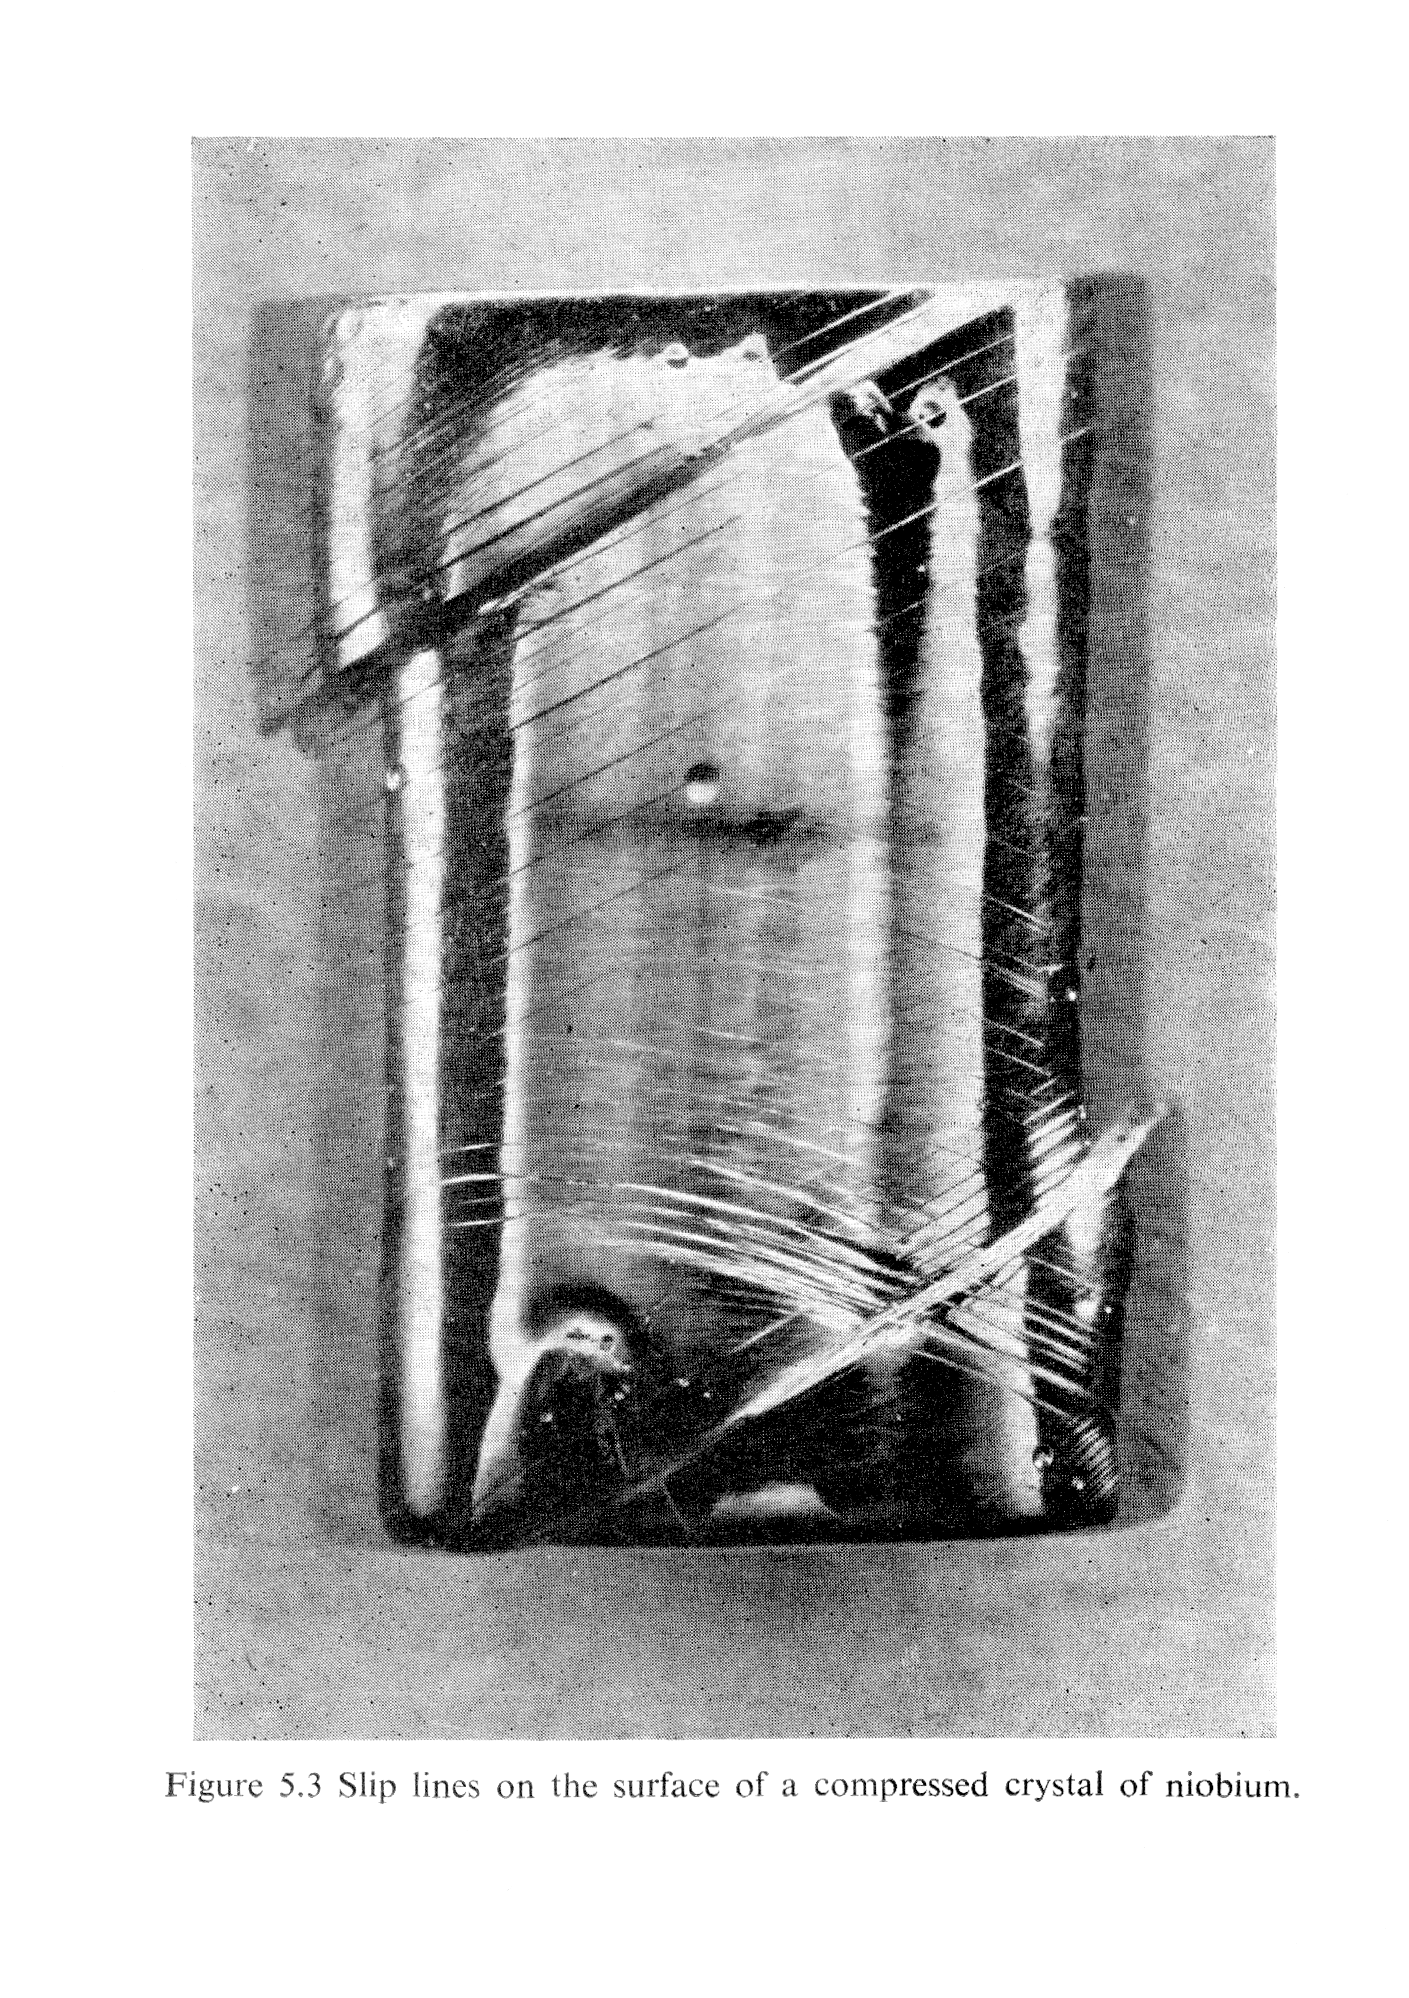 Figure 5.3 Slip lines on the surface of a compressed crystal of niobium.